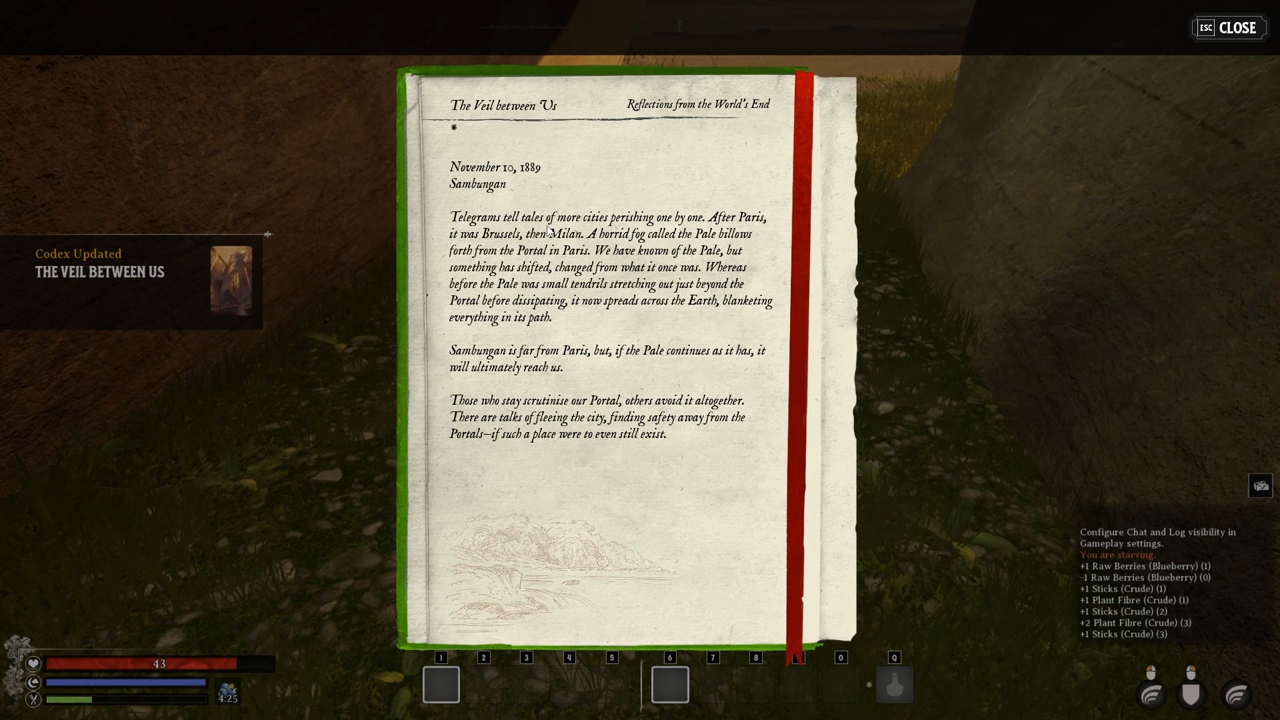 ESC CLOSE
E
The Veil between Us
Reflections from the World's End
*
November 10, 1889
Sambungan
Telegrams tell tales of more cities perishing one by one. After Paris,
it was Brussels, then Milan. A horrid fog called the Pale billows
forth from the Portal in Paris. We have known of the Pale, but
something has shifted, changed from what it once was. Whereas
before the Pale was small tendrils stretching out just beyond the
Portal before dissipating, it now spreads across the Earth, blanketing
everything in its path.
Sambungan is far from Paris, but, if the Pale continues as it has, it
will ultimately reach us.
Those who stay scrutinise our Portal, others avoid it altogether.
There are talks of fleeing the city, finding safety away from the
Portals—if such a place were to even still exist.
Codex Updated
THE VEIL BETWEEN US
Configure Chat and Log visibility in
Gameplay settings.
You are starving.
+1 Raw Berries (Blueberry) (1)
-1 Raw Berries (Blueberry) (0)
+1 Sticks (Crude) (1)
+1 Plant Fibre (Crude) (1)
+1 Sticks (Crude) (2)
+2 Plant Fibre (Crude) (3)
+1 Sticks (Crude) (3)
43
4:25
1 2 3 4 5 6 7 8 0 Q